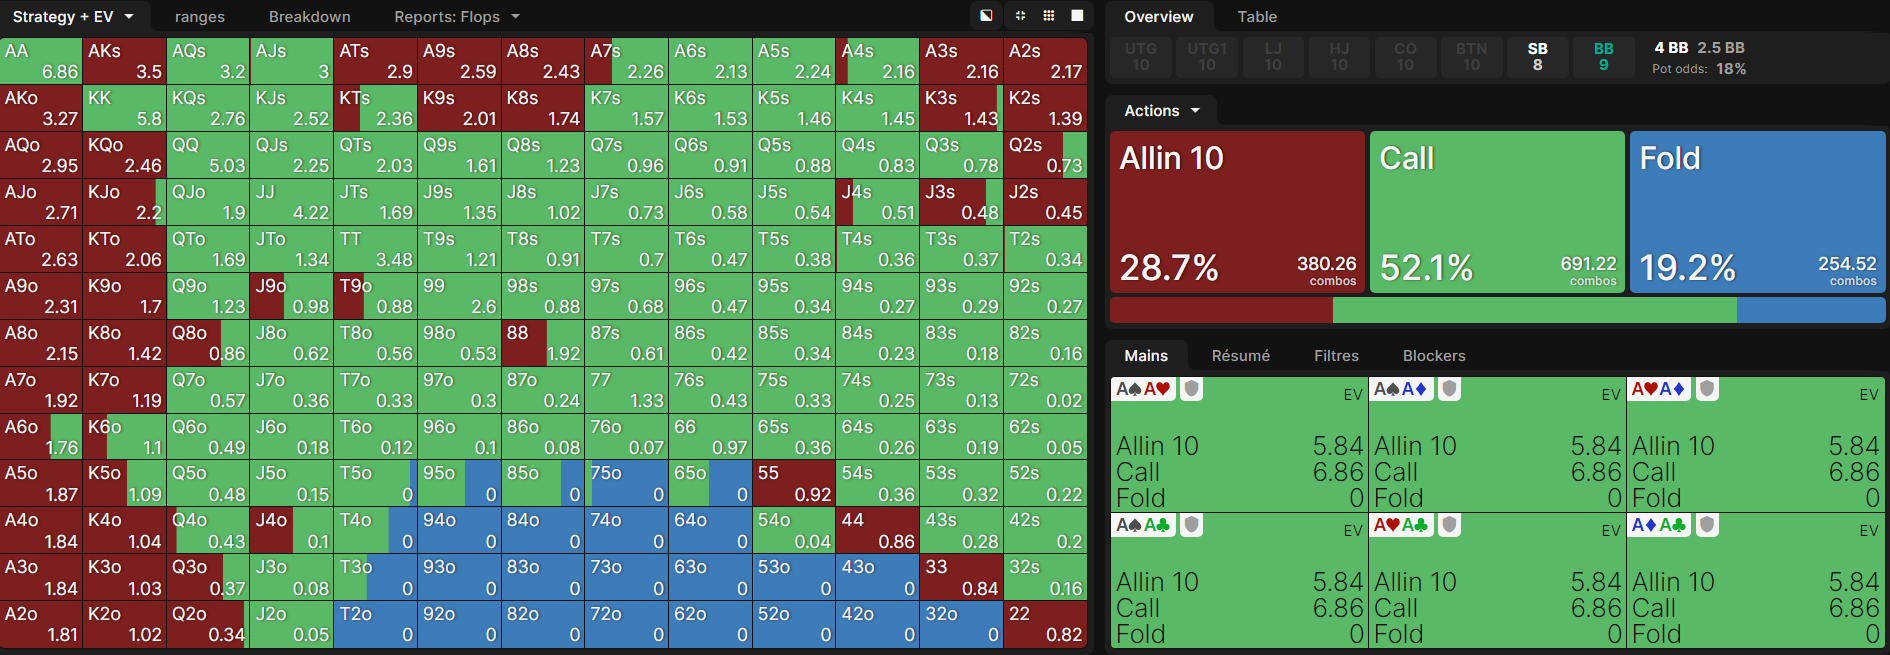 Strategy + EV ranges Breakdown Reports: Flops
AA AKs AQs AJs ATs A9s A8s A7s A6s A5s A4s A3s A2s
6.86 3.5 3.2 3 2.9 2.59 2.43 2.26 2.13 2.24 2.16 2.16 2.17
AKo KK KQs KJs KTs K9s K8s K7s K6s K5s K4s K3s K2s
3.27 5.8 2.76 2.52 2.36 2.01 1.74 1.57 1.53 1.46 1.45 1.43 1.39
AQo KQo QQ QJs QTs Q9s Q8s Q7s Q6s Q5s Q4s Q3s Q2s
2.95 2.46 5.03 2.25 2.03 1.61 1.23 0.96 0.91 0.88 0.83 0.78 0.73
AJo KJo QJo JJ JTs J9s J8s J7s J6s J5s J4s J3s J2s
2.71 2.2 1.9 4.22 1.69 1.35 1.02 0.73 0.58 0.54 0.51 0.48 0.45
ATo KTo QTo JTo TT T9s T8s T7s T6s T5s T4s T3s T2s
2.63 2.06 1.69 1.34 3.48 1.21 0.91 0.7 0.47 0.38 0.36 0.37 0.34
A9o K9o Q9o J9o T9o 99 98s 97s 96s 95s 94s 93s 92s
2.31 1.7 1.23 0.98 0.88 2.6 0.88 0.68 0.47 0.34 0.27 0.29 0.27
A8o K8o Q8o J8o T8o 98o 88 87s 86s 85s 84s 83s 82s
2.15 1.42 0.86 0.62 0.56 0.53 1.92 0.61 0.42 0.34 0.23 0.18 0.16
A7o K7o Q7o J7o T7o 97o 87o 77 76s 75s 74s 73s 72s
1.92 1.19 0.57 0.36 0.33 0.3 0.24 1.33 0.43 0.33 0.25 0.13 0.02
A6o K6o Q6o J6o T6o 96o 86o 76o 66 65s 64s 63s 62s
1.76 1.1 0.49 0.18 0.12 0.1 0.08 0.07 0.97 0.36 0.26 0.19 0.05
A5o K5o Q5o J5o T5o 95o 85o 75o 65o 55 54s 53s 52s
1.87 1.09 0.48 0.15 0 0 0 0 0 0.92 0.36 0.32 0.22
A4o K4o Q4o J4o T4o 94o 84o 74o 64o 54o 44 43s 42s
1.84 1.04 0.43 0.1 0 0 0 0 0 0.04 0.86 0.28 0.2
A3o K3o Q3o J3o T3o 93o 83o 73o 63o 53o 43o 33 32s
1.84 1.03 0.37 0.08 0 0 0 0 0 0 0 0.84 0.16
A2o K2o Q2o J2o T2o 92o 82o 72o 62o 52o 42o 32o 22
1.81 1.02 0.34 0.05 0 0 0 0 0 0 0 0 0.82
Overview Table
UTG UTG1 LJ HJ CO BTN SB BB 4 BB 2.5 BB
10 10 10 10 10 10 8 9 Pot odds: 18%
Actions
Allin 10 Call Fold
28.7% 380.26 combos 52.1% 691.22 combos 19.2% 254.52 combos
Mains Résumé Filtres Blockers
A♠A♥ EV A♠A♦ EV A♥A♦ EV
Allin 10 5.84 Allin 10 5.84 Allin 10 5.84
Call 6.86 Call 6.86 Call 6.86
Fold 0 Fold 0 Fold 0
A♠A♣ EV A♥A♣ EV A♦A♣ EV
Allin 10 5.84 Allin 10 5.84 Allin 10 5.84
Call 6.86 Call 6.86 Call 6.86
Fold 0 Fold 0 Fold 0